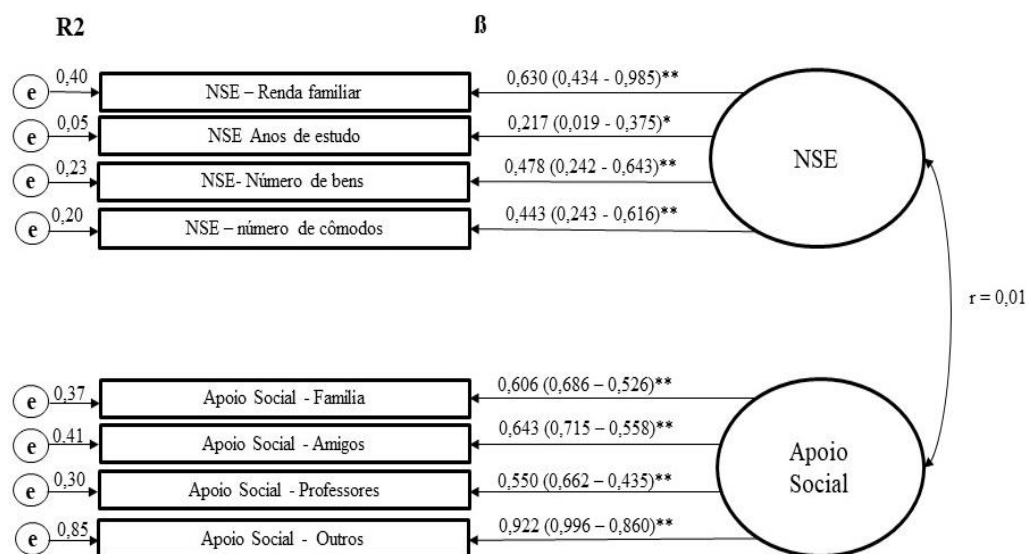 R2 ß
e 0,40 NSE – Renda familiar 0,630 (0,434 - 0,985)**
e 0,05 NSE Anos de estudo 0,217 (0,019 - 0,375)*
e 0,23 NSE- Número de bens 0,478 (0,242 - 0,643)**
e 0,20 NSE – número de cômodos 0,443 (0,243 - 0,616)**
NSE
r = 0,01
e 0,37 Apoio Social - Família 0,606 (0,686 – 0,526)**
e 0,41 Apoio Social - Amigos 0,643 (0,715 – 0,558)**
e 0,30 Apoio Social - Professores 0,550 (0,662 – 0,435)**
e 0,85 Apoio Social - Outros 0,922 (0,996 – 0,860)**
Apoio
Social